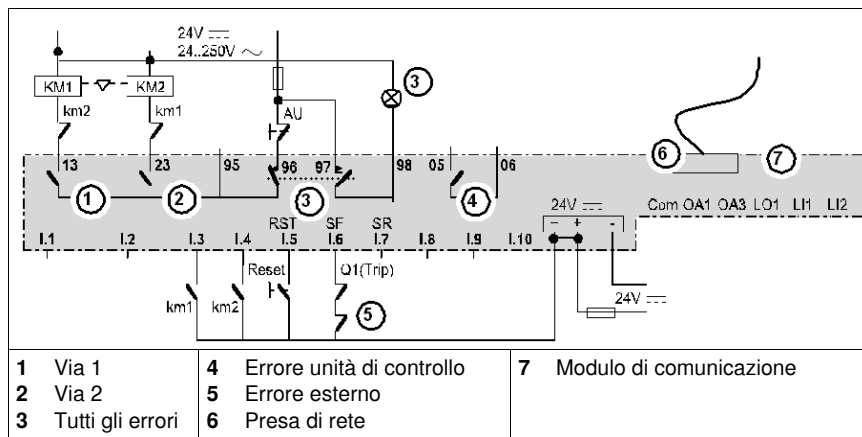 24V
24..250V
KM1
KM2
3
km2
km1
AU
6
7
13
23
95
96
97
98
05
06
1
2
3
4
Com OA1 OA3 LO1 LI1 LI2
24V
– + -
RST SF SR
I.1 I.2 I.3 I.4 I.5 I.6 I.7 I.8 I.9 I.10
Reset
Q1(Trip)
km1
km2
5
24V
1 Via 1
2 Via 2
3 Tutti gli errori
4 Errore unità di controllo
5 Errore esterno
6 Presa di rete
7 Modulo di comunicazione